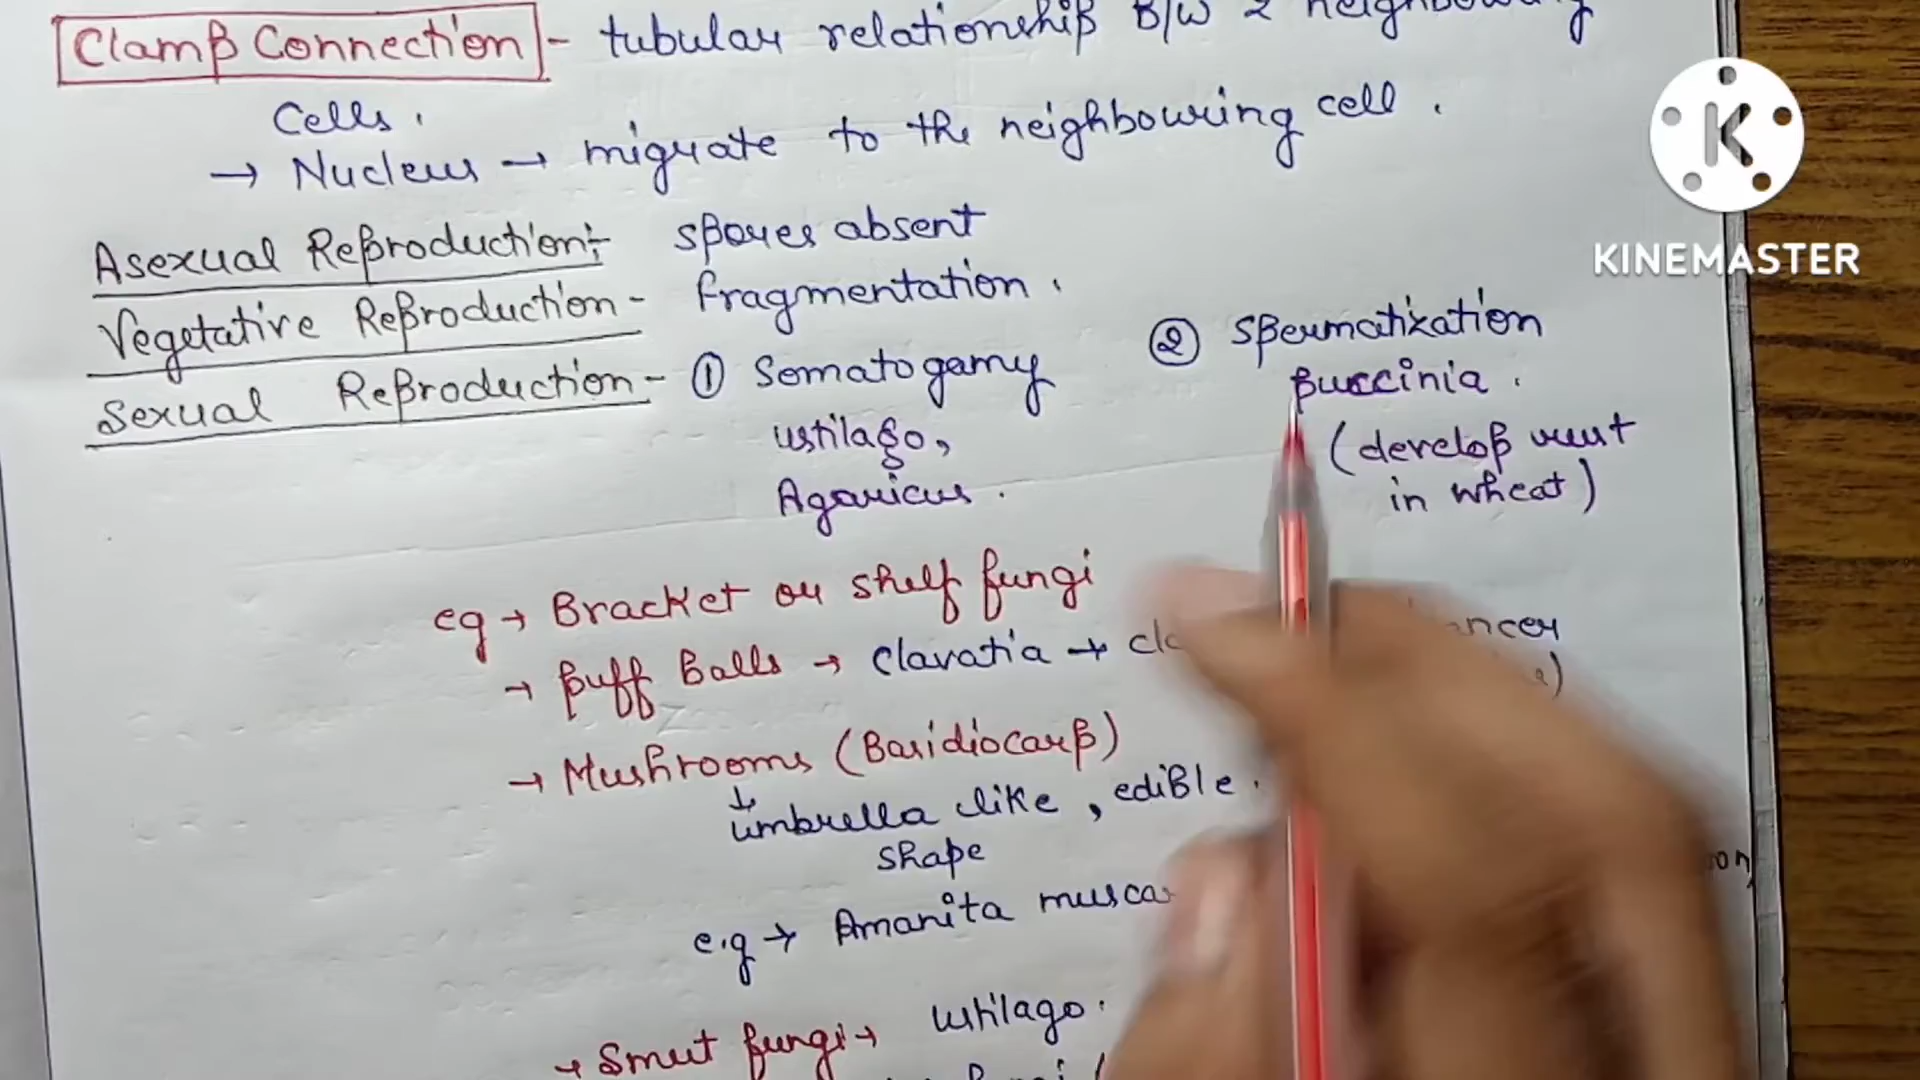 Clamp Connection - tubular relationship B/W 2 neighbouring
Cells.
→ Nucleus → migrate to the neighbouring cell.
Asexual Reproduction:- spores absent
Vegetative Reproduction - fragmentation.
Sexual Reproduction - ① Somatogamy
ustilago,
Agaricus.
② Spermatization
puccinia.
(develop rust
in wheat)
eg → Bracket or shelf fungi
→ Puff Balls → Clavatia →
→ Mushrooms (Basidiocarp)
↓
umbrella like, edible.
shape
e.g → Amanita
→ Smut fungi → Ustilago.
K
KINEMASTER